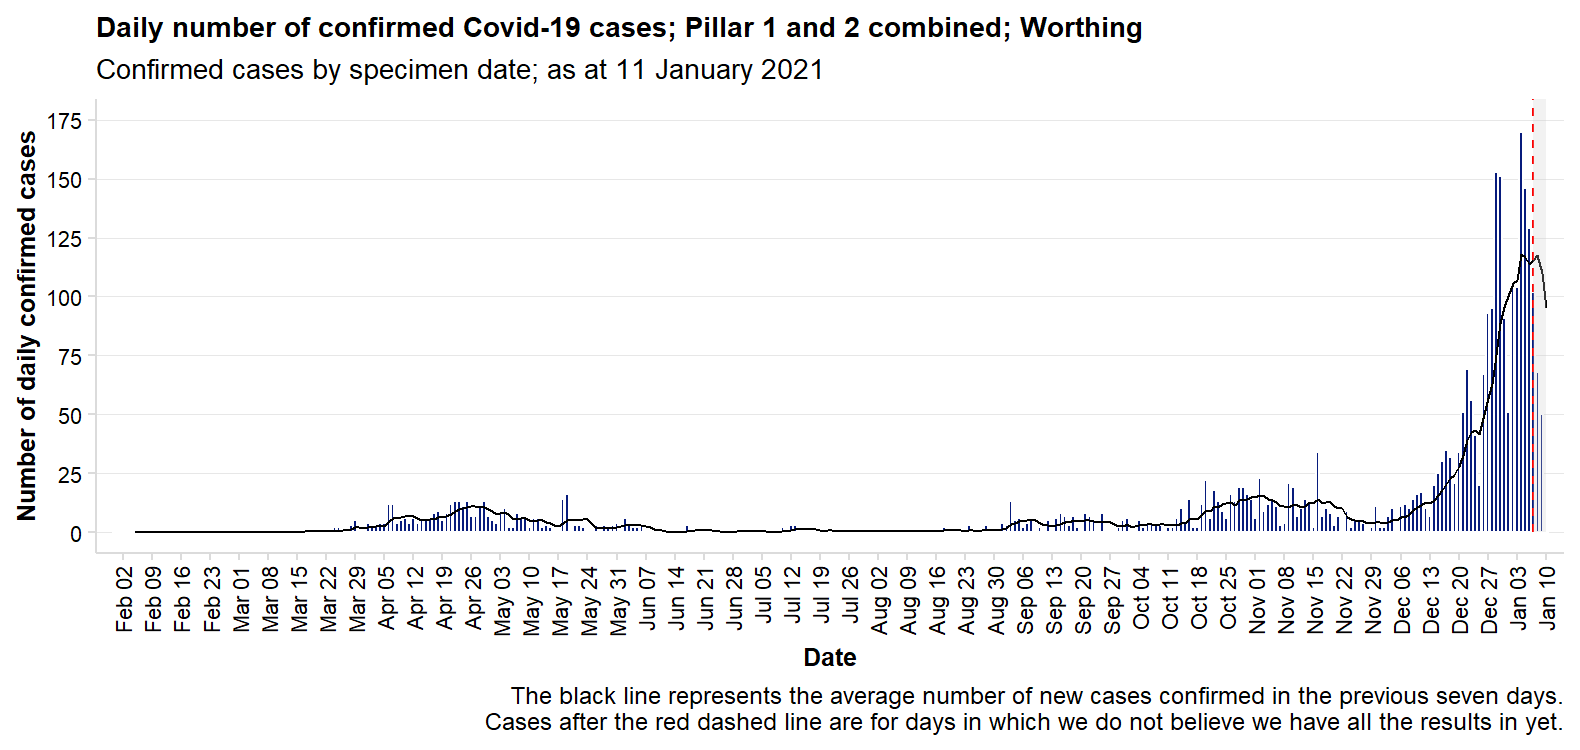 Daily number of confirmed Covid-19 cases; Pillar 1 and 2 combined; Worthing
Confirmed cases by specimen date; as at 11 January 2021
Number of daily confirmed cases
175
150
125
100
75
50
25
0
Feb 02
Feb 09
Feb 16
Feb 23
Mar 01
Mar 08
Mar 15
Mar 22
Mar 29
Apr 05
Apr 12
Apr 19
Apr 26
May 03
May 10
May 17
May 24
May 31
Jun 07
Jun 14
Jun 21
Jun 28
Jul 05
Jul 12
Jul 19
Jul 26
Aug 02
Aug 09
Aug 16
Aug 23
Aug 30
Sep 06
Sep 13
Sep 20
Sep 27
Oct 04
Oct 11
Oct 18
Oct 25
Nov 01
Nov 08
Nov 15
Nov 22
Nov 29
Dec 06
Dec 13
Dec 20
Dec 27
Jan 03
Jan 10
Date
The black line represents the average number of new cases confirmed in the previous seven days.
Cases after the red dashed line are for days in which we do not believe we have all the results in yet.